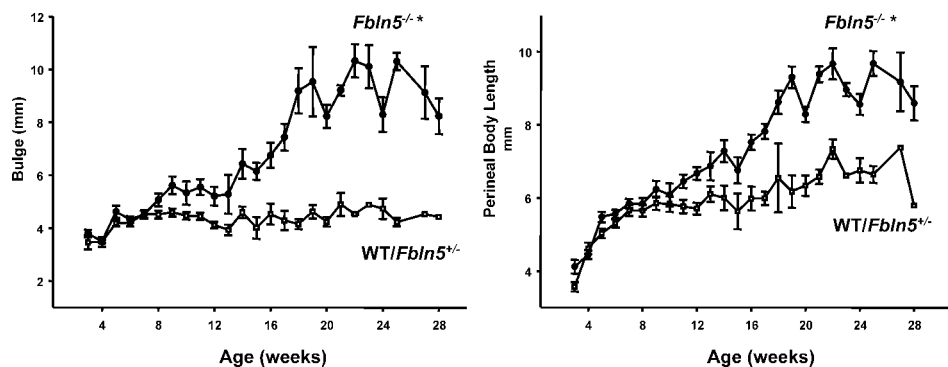 Fbln5-/- *
12
10
8
6
4
2
Bulge (mm)
WT/Fbln5+/-
4 8 12 16 20 24 28
Age (weeks)
Fbln5-/- *
10
8
6
4
Perineal Body Length
mm
WT/Fbln5+/-
4 8 12 16 20 24 28
Age (weeks)